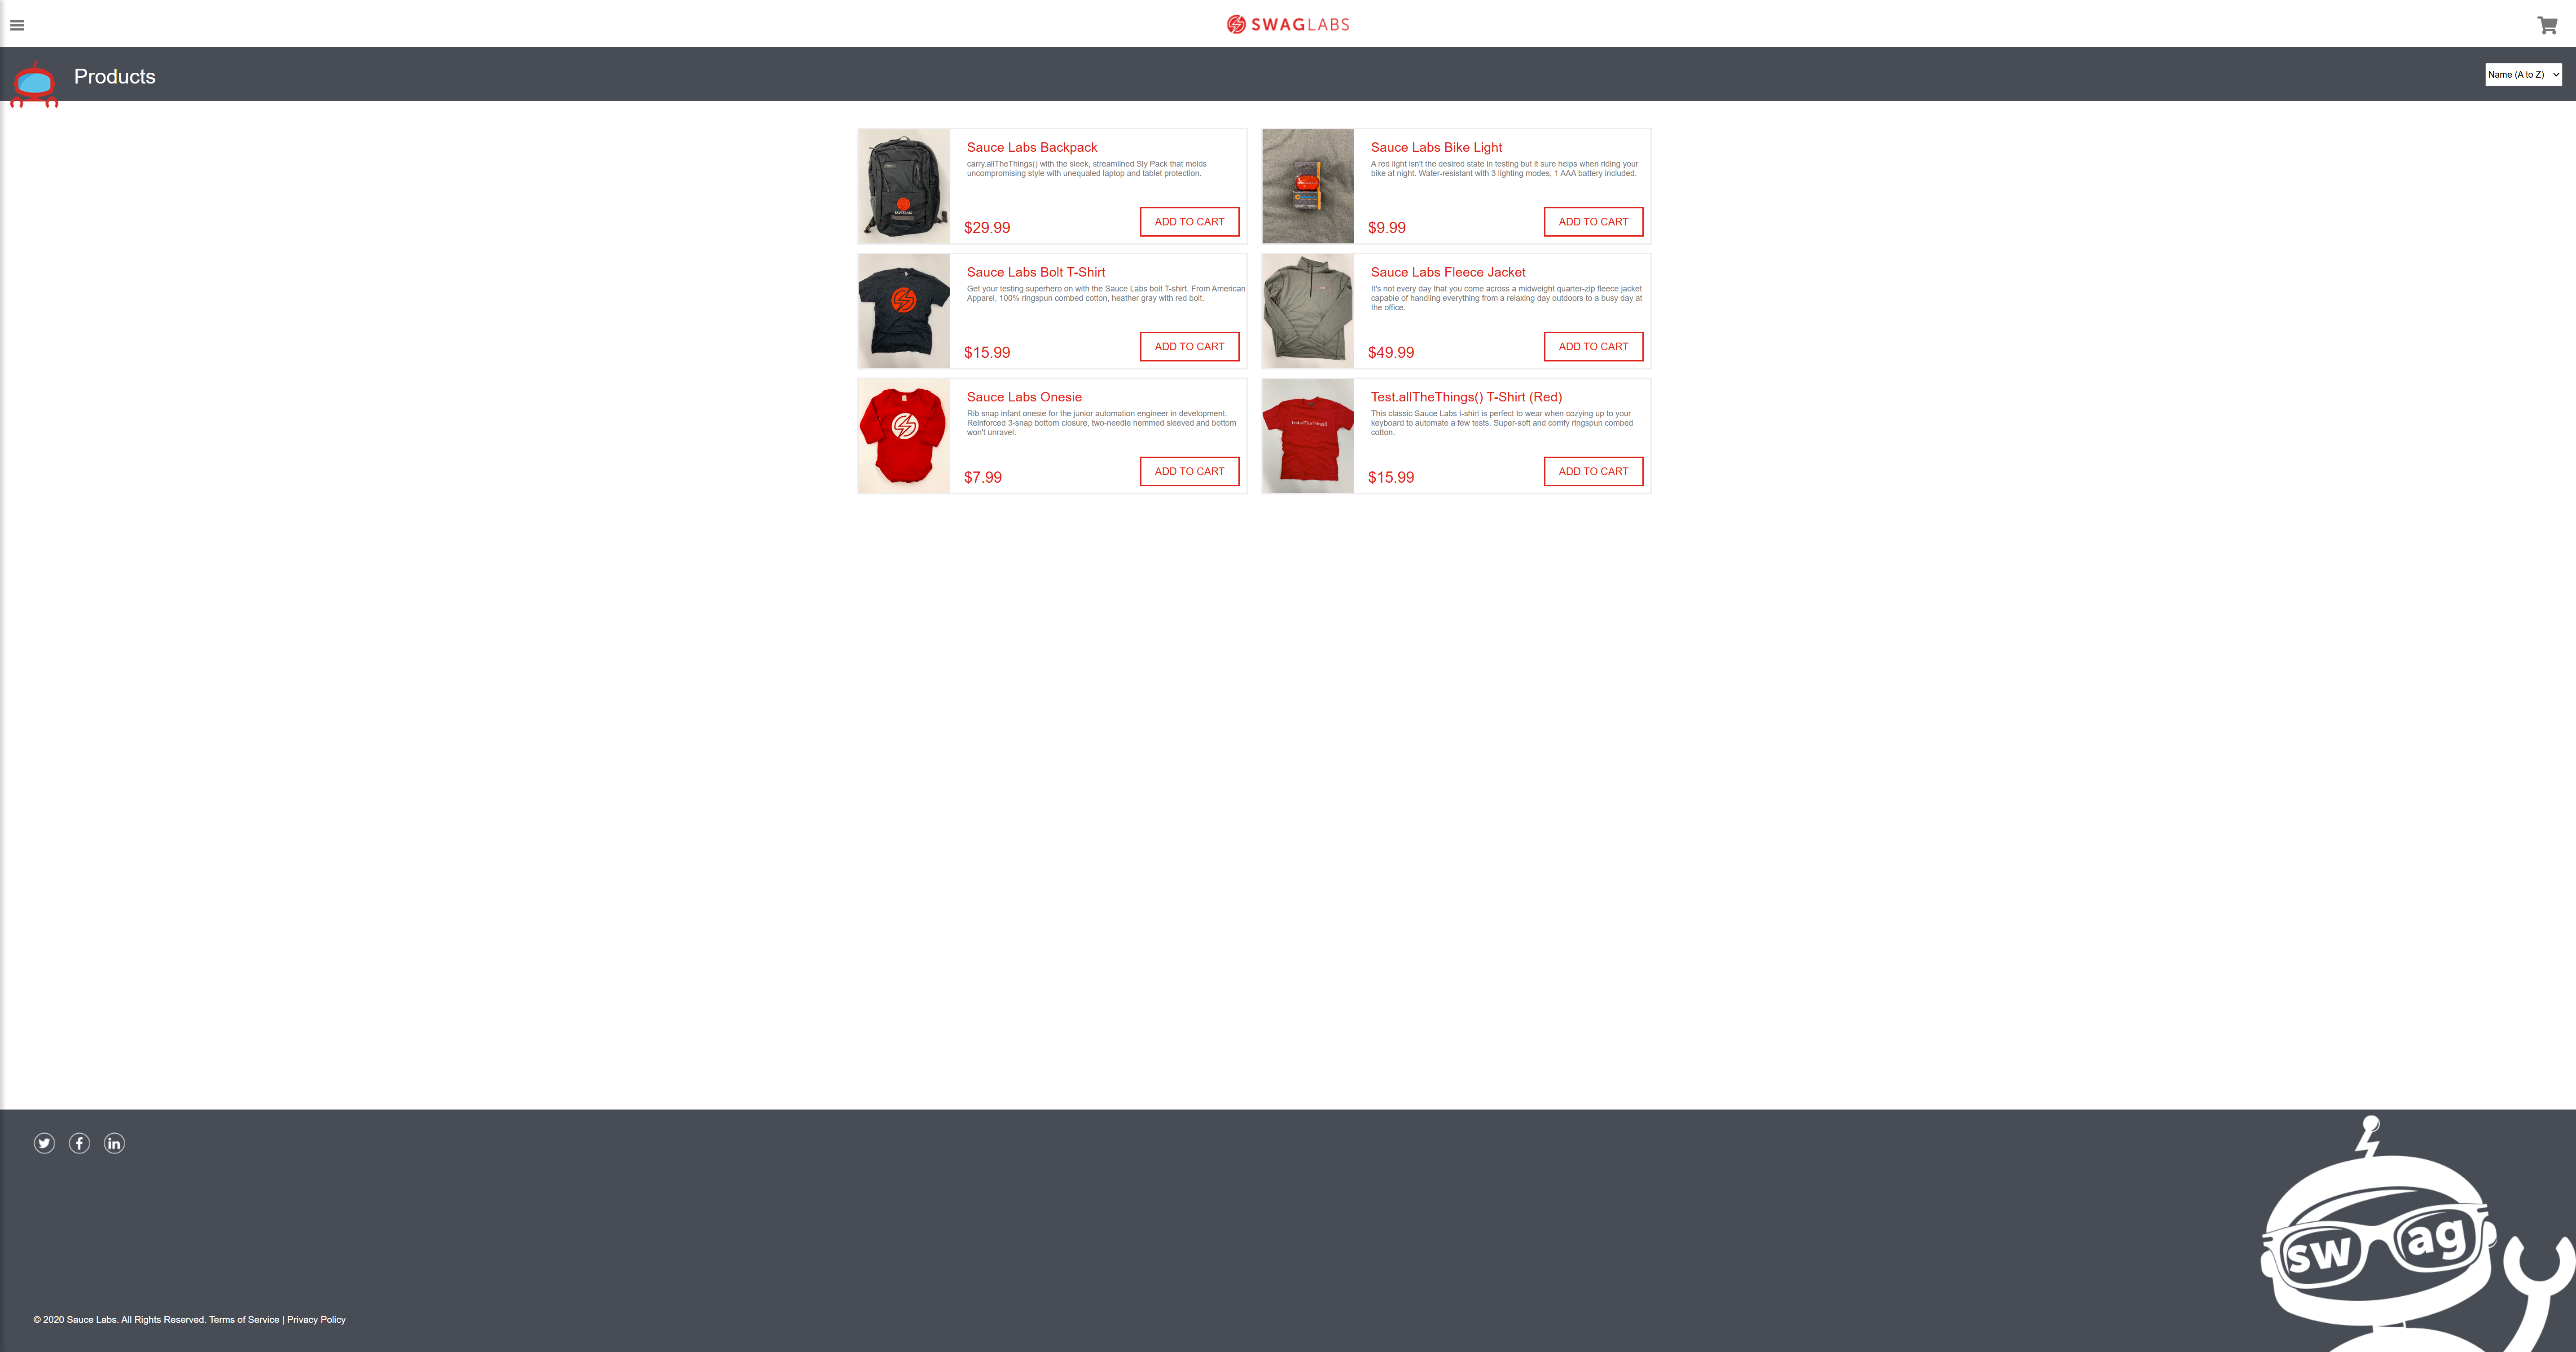 SWAGLABS
Products
Name (A to Z)
Sauce Labs Backpack
carry.allTheThings() with the sleek, streamlined Sly Pack that melds
uncompromising style with unequaled laptop and tablet protection.
$29.99
ADD TO CART
Sauce Labs Bike Light
A red light isn't the desired state in testing but it sure helps when riding your
bike at night. Water-resistant with 3 lighting modes, 1 AAA battery included.
$9.99
ADD TO CART
Sauce Labs Bolt T-Shirt
Get your testing superhero on with the Sauce Labs bolt T-shirt. From American
Apparel, 100% ringspun combed cotton, heather gray with red bolt.
$15.99
ADD TO CART
Sauce Labs Fleece Jacket
It's not every day that you come across a midweight quarter-zip fleece jacket
capable of handling everything from a relaxing day outdoors to a busy day at
the office.
$49.99
ADD TO CART
Sauce Labs Onesie
Rib snap infant onesie for the junior automation engineer in development.
Reinforced 3-snap bottom closure, two-needle hemmed sleeved and bottom
won't unravel.
$7.99
ADD TO CART
test.allTheThings()
Test.allTheThings() T-Shirt (Red)
This classic Sauce Labs t-shirt is perfect to wear when cozying up to your
keyboard to automate a few tests. Super-soft and comfy ringspun combed
cotton.
$15.99
ADD TO CART
sw ag
© 2020 Sauce Labs. All Rights Reserved. Terms of Service | Privacy Policy